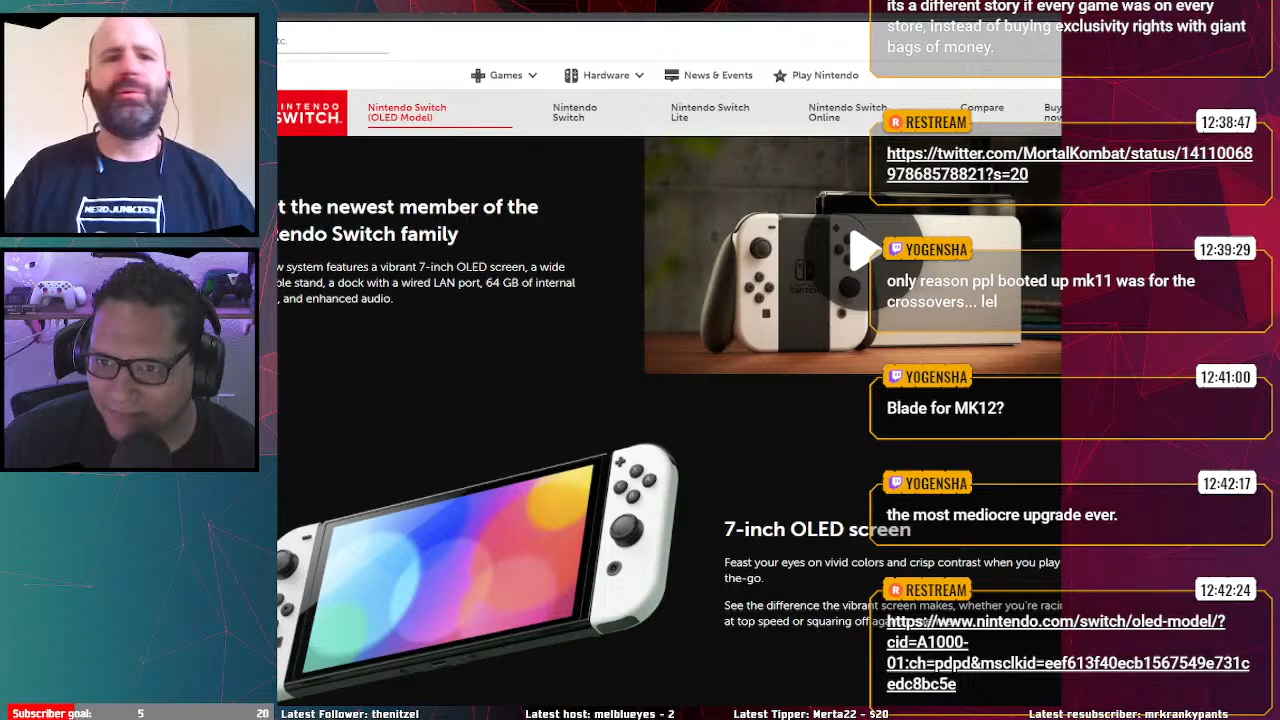 tc.
Games
Hardware
News & Events
Play Nintendo
NINTENDO
SWITCH.
Nintendo Switch
(OLED Model)
Nintendo
Switch
Nintendo Switch
Lite
Nintendo Switch
Online
Compare
Buy
now
t the newest member of the
tendo Switch family
w system features a vibrant 7-inch OLED screen, a wide
ble stand, a dock with a wired LAN port, 64 GB of internal
, and enhanced audio.
7-inch OLED screen
Feast your eyes on vivid colors and crisp contrast when you play
the-go.
See the difference the vibrant screen makes, whether you're raci
at top speed or squaring off
NERDJUNKIES
its a different story if every game was on every
store, instead of buying exclusivity rights with giant
bags of money.
RESTREAM
12:38:47
https://twitter.com/MortalKombat/status/14110068
97868578821?s=20
YOGENSHA
12:39:29
only reason ppl booted up mk11 was for the
crossovers... lel
YOGENSHA
12:41:00
Blade for MK12?
YOGENSHA
12:42:17
the most mediocre upgrade ever.
RESTREAM
12:42:24
https://www.nintendo.com/switch/oled-model/?
cid=A1000-
01:ch=pdpd&msclkid=eef613f40ecb1567549e731c
edc8bc5e
Subscriber goal: 5 20
Latest Follower: thenitzel
Latest host: melblueyes - 2
Latest Tipper: Merta22 - $20
Latest resubscriber: mrkrankypants